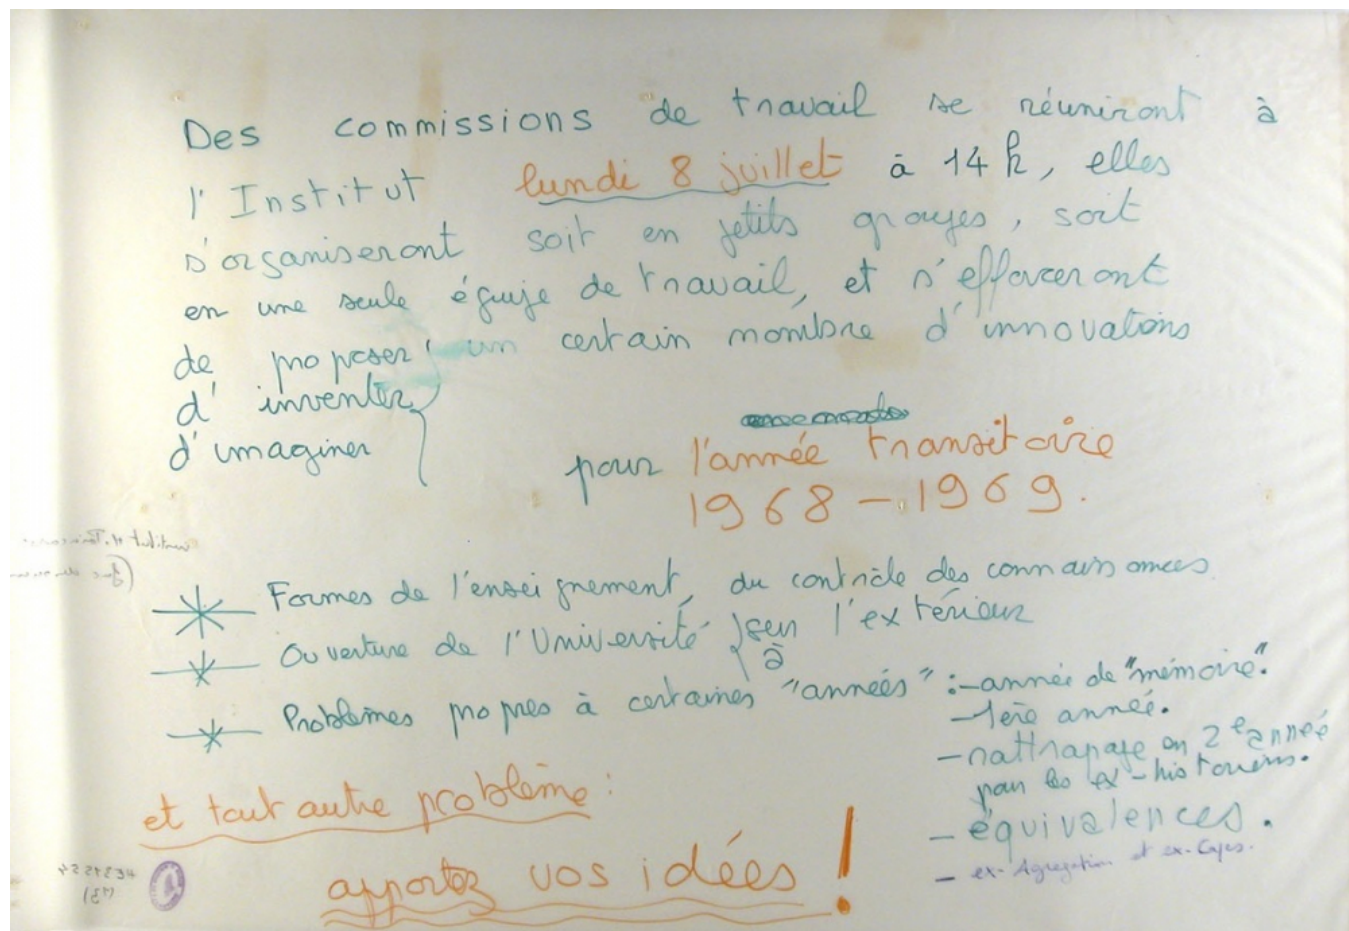 Des commissions de travail se réuniront à
l'Institut lundi 8 juillet à 14 h, elles
s'organiseront soit en petits groupes, soit
en une seule équipe de travail, et s'efforceront
de proposer un certain nombre d'innovations
d'inventer
d'imaginer
pour l'année transitoire
1968 - 1969.
Formes de l'enseignement, du contrôle des connaissances
Ouverture de l'Université sur l'extérieur
à
Problèmes propres à certaines "années" : - année de "mémoire".
- 1ère année.
- rattrapage en 2e année
pour les ex-historiens.
- équivalences.
- ex-Agrégation et ex-Capes.
et tout autre problème :
apportez vos idées !